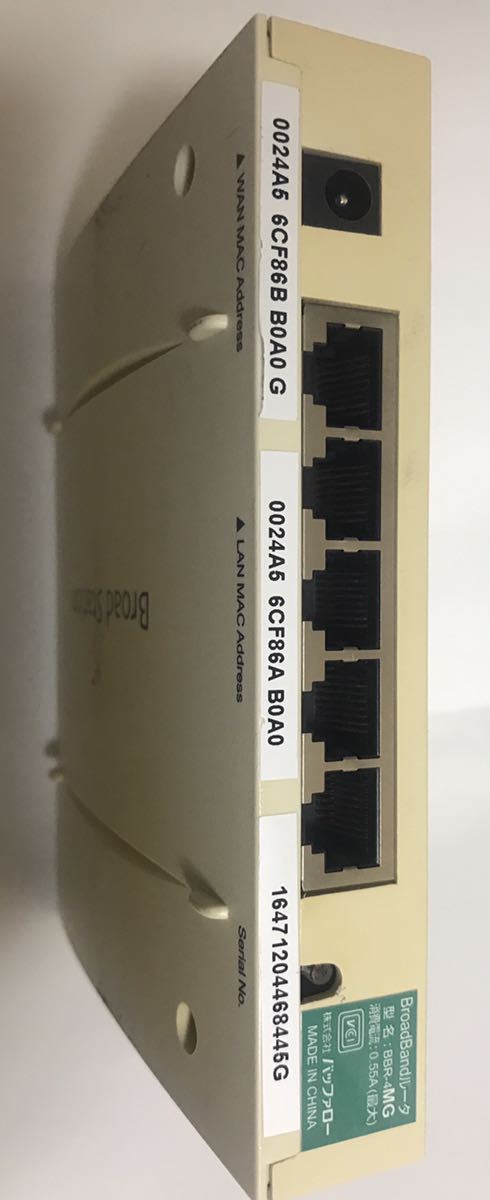 0024A5 6CF86B B0A0 G
▲ WAN MAC Address
0024A5 6CF86A B0A0
▲ LAN MAC Address
16471204468445G
Serial No.
Broad Station
BroadBandルータ
型 名 : BBR-4MG
消費電流 : 0.55A(最大)
VCI
株式会社 バッファロー
MADE IN CHINA